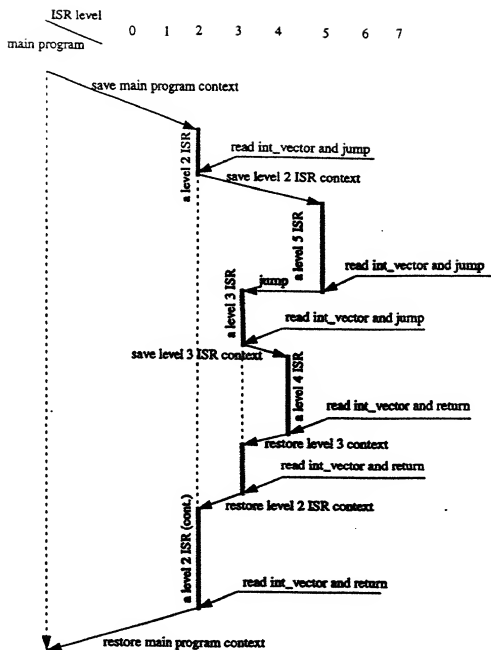 ISR level
0 1 2 3 4 5 6 7
main program
save main program context
a level 2 ISR
read int_vector and jump
save level 2 ISR context
a level 5 ISR
read int_vector and jump
jump
a level 3 ISR
read int_vector and jump
save level 3 ISR context
a level 4 ISR
read int_vector and return
restore level 3 context
read int_vector and return
restore level 2 ISR context
a level 2 ISR (cont.)
read int_vector and return
restore main program context